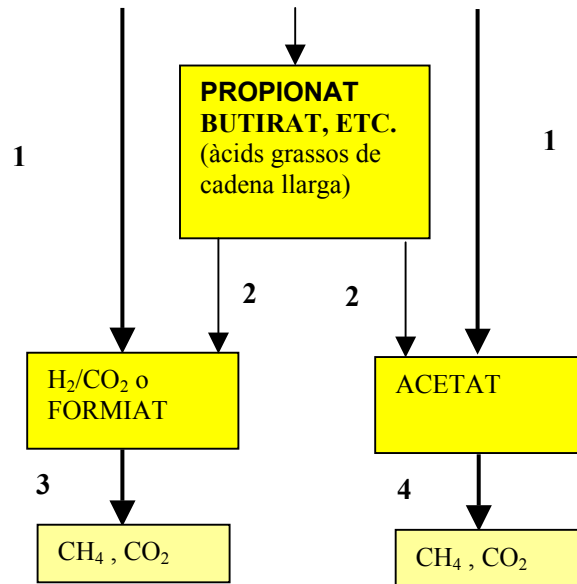 PROPIONAT
BUTIRAT, ETC.
(àcids grassos de
cadena llarga)
1
1
2
2
H₂/CO₂ o
FORMIAT
ACETAT
3
4
CH₄ , CO₂
CH₄ , CO₂